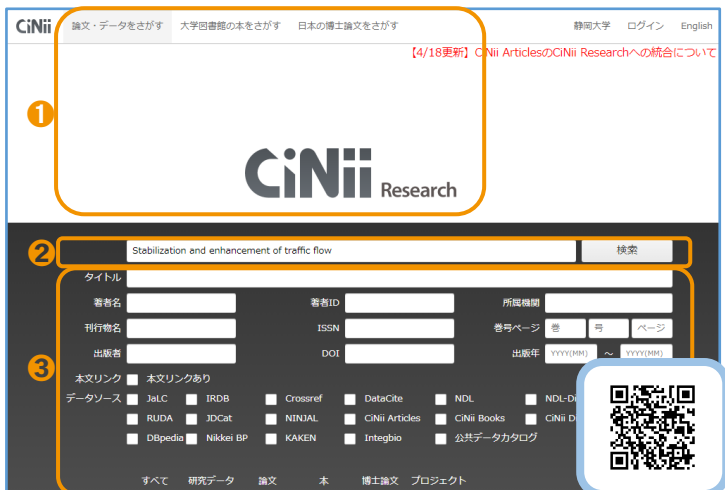 CiNii 論文・データをさがす 大学図書館の本をさがす 日本の博士論文をさがす 静岡大学 ログイン English
【4/18更新】CiNii ArticlesのCiNii Researchへの統合について
❶
CiNii Research
❷ Stabilization and enhancement of traffic flow 検索
❸
タイトル
著者名 著者ID 所属機関
刊行物名 ISSN 巻号ページ 巻 号 ページ
出版者 DOI 出版年 YYYY(MM) ～ YYYY(MM)
本文リンク 本文リンクあり
データソース JaLC IRDB Crossref DataCite NDL
RUDA JDCat NINJAL CiNii Articles CiNii Books
DBpedia Nikkei BP KAKEN Integbio 公共データカタログ
すべて 研究データ 論文 本 博士論文 プロジェクト